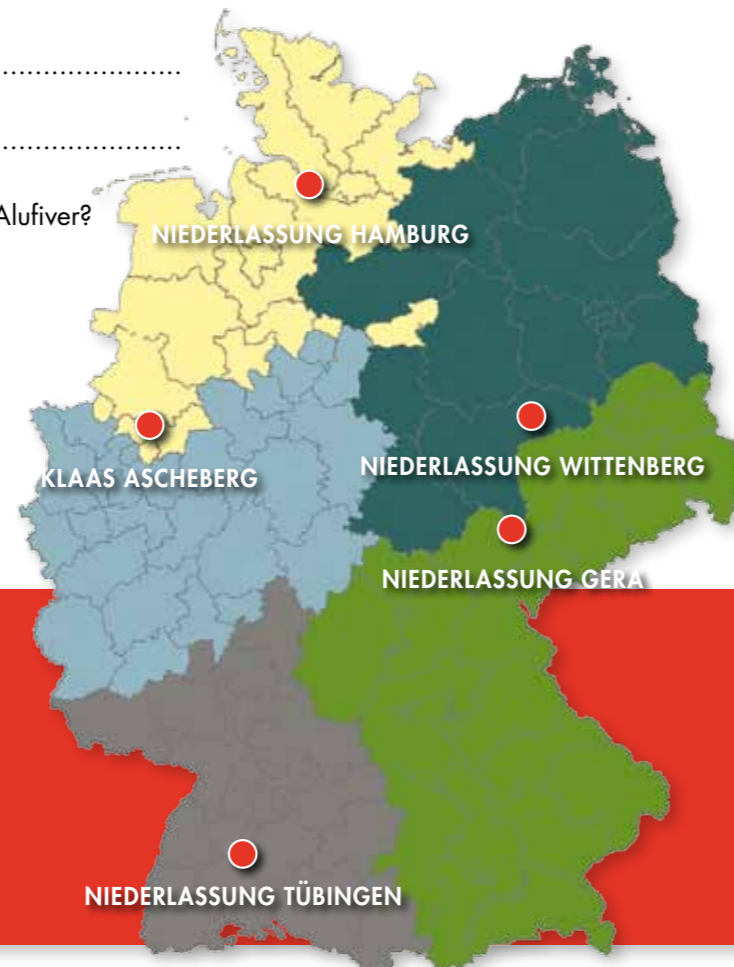 .......................
.......................
Alufiver?
NIEDERLASSUNG HAMBURG
KLAAS ASCHEBERG
NIEDERLASSUNG WITTENBERG
NIEDERLASSUNG GERA
NIEDERLASSUNG TÜBINGEN